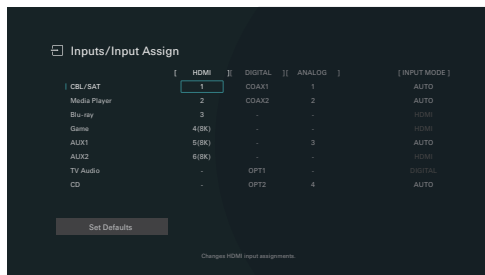 Inputs/Input Assign
[ HDMI ][ DIGITAL ][ ANALOG ] [ INPUT MODE ]
CBL/SAT 1 COAX1 1 AUTO
Media Player 2 COAX2 2 AUTO
Blu-ray 3 - - HDMI
Game 4(8K) - - HDMI
AUX1 5(8K) - 3 AUTO
AUX2 6(8K) - - HDMI
TV Audio - OPT1 - DIGITAL
CD - OPT2 4 AUTO
Set Defaults
Changes HDMI input assignments.